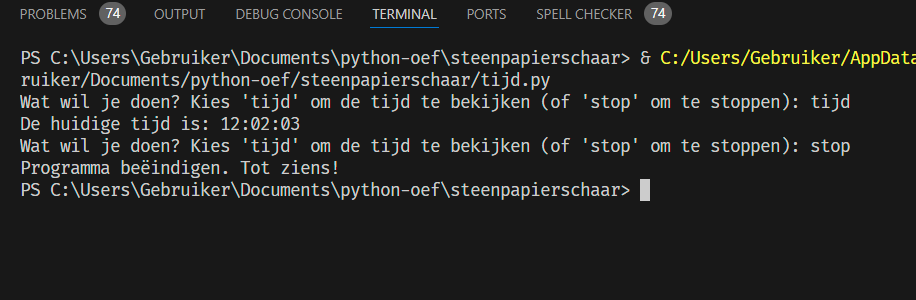 PROBLEMS 74 OUTPUT DEBUG CONSOLE TERMINAL PORTS SPELL CHECKER 74
PS C:\Users\Gebruiker\Documents\python-oef\steenpapierschaar> & C:/Users/Gebruiker/AppData
ruiker/Documents/python-oef/steenpapierschaar/tijd.py
Wat wil je doen? Kies 'tijd' om de tijd te bekijken (of 'stop' om te stoppen): tijd
De huidige tijd is: 12:02:03
Wat wil je doen? Kies 'tijd' om de tijd te bekijken (of 'stop' om te stoppen): stop
Programma beëindigen. Tot ziens!
PS C:\Users\Gebruiker\Documents\python-oef\steenpapierschaar>